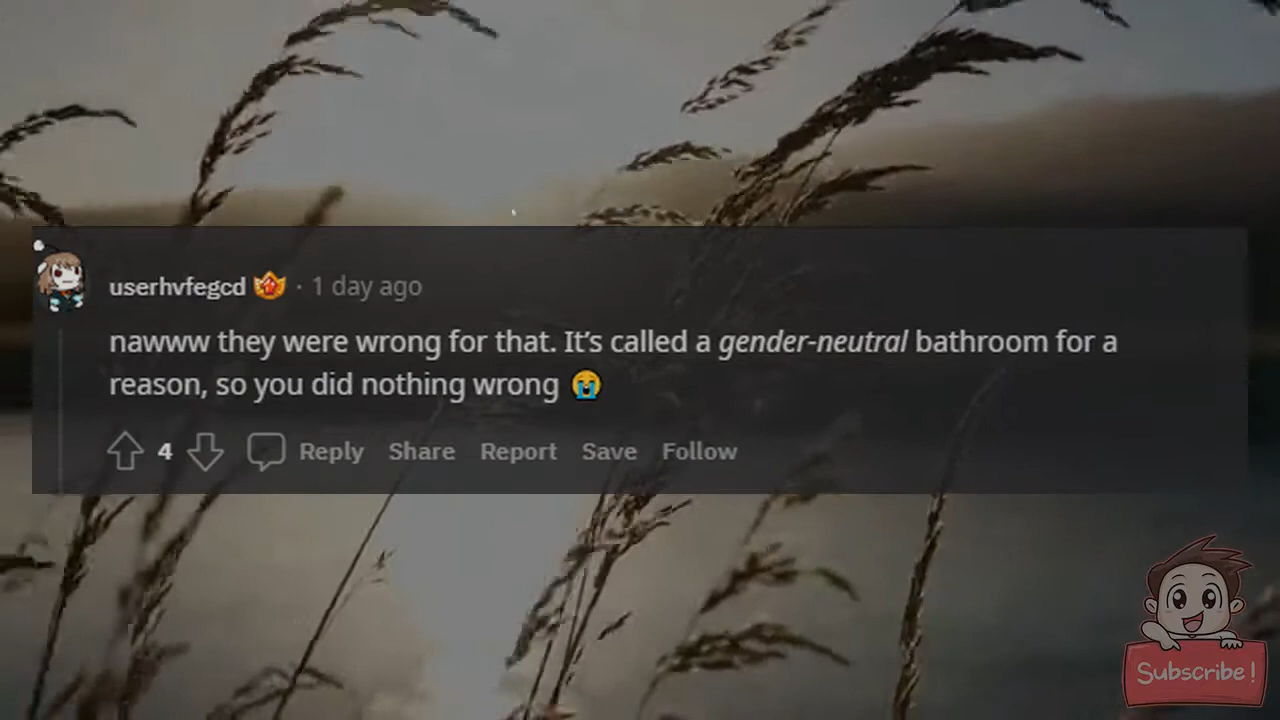 userhvfegcd · 1 day ago
nawww they were wrong for that. It's called a gender-neutral bathroom for a
reason, so you did nothing wrong 😭
4 Reply Share Report Save Follow
Subscribe!